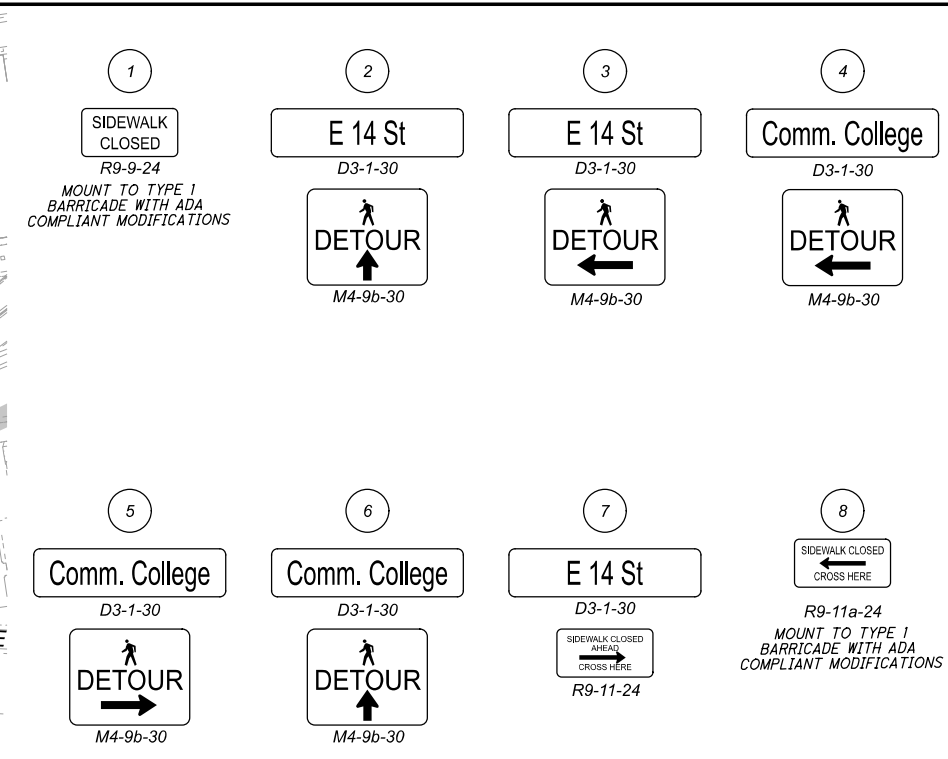 1
SIDEWALK
CLOSED
R9-9-24
MOUNT TO TYPE 1
BARRICADE WITH ADA
COMPLIANT MODIFICATIONS
2
E 14 St
D3-1-30
DETOUR
M4-9b-30
3
E 14 St
D3-1-30
DETOUR
M4-9b-30
4
Comm. College
D3-1-30
DETOUR
M4-9b-30
5
Comm. College
D3-1-30
DETOUR
M4-9b-30
6
Comm. College
D3-1-30
DETOUR
M4-9b-30
7
E 14 St
D3-1-30
SIDEWALK CLOSED
AHEAD
CROSS HERE
R9-11-24
8
SIDEWALK CLOSED
CROSS HERE
R9-11a-24
MOUNT TO TYPE 1
BARRICADE WITH ADA
COMPLIANT MODIFICATIONS